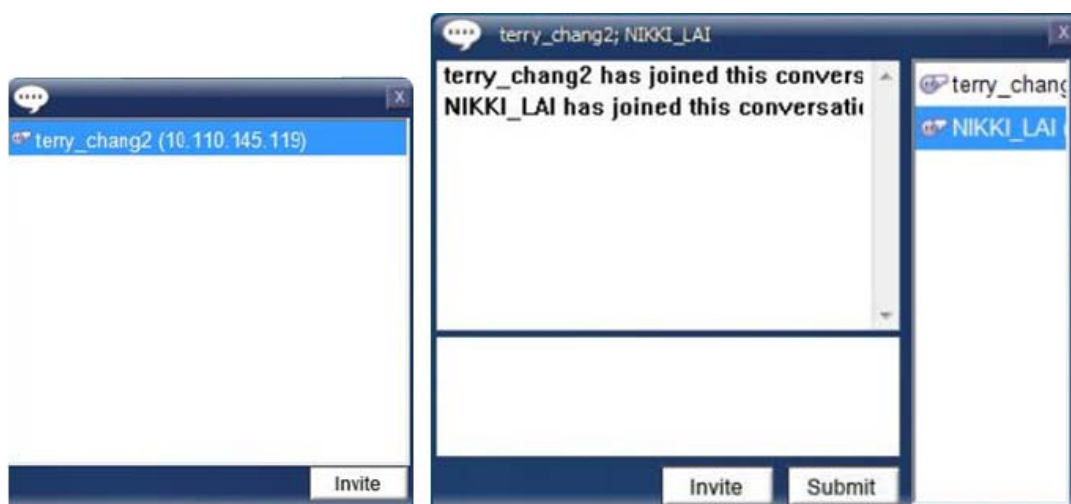 terry_chang2 (10.110.145.119)
Invite
terry_chang2; NIKKI_LAI
X
terry_chang2 has joined this convers
NIKKI_LAI has joined this conversati
terry_chang
NIKKI_LAI (
Invite
Submit